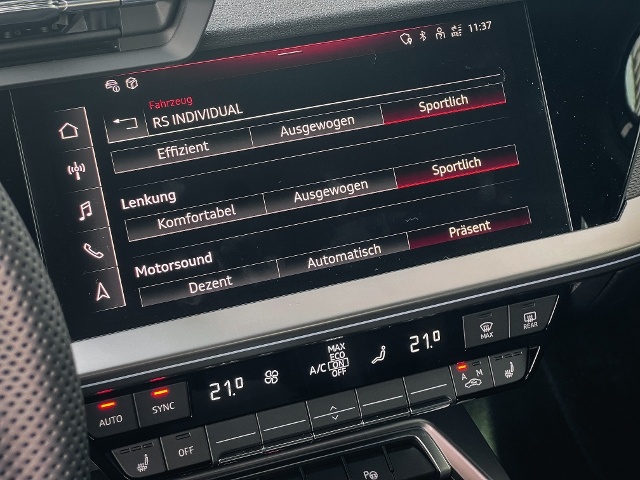 11:37
Fahrzeug
RS INDIVIDUAL
Effizient Ausgewogen Sportlich
Lenkung
Komfortabel Ausgewogen Sportlich
Motorsound
Dezent Automatisch Präsent
21.0 MAX 21.0 MAX REAR
ECO
A/C ON
OFF
AUTO SYNC A M
OFF
P